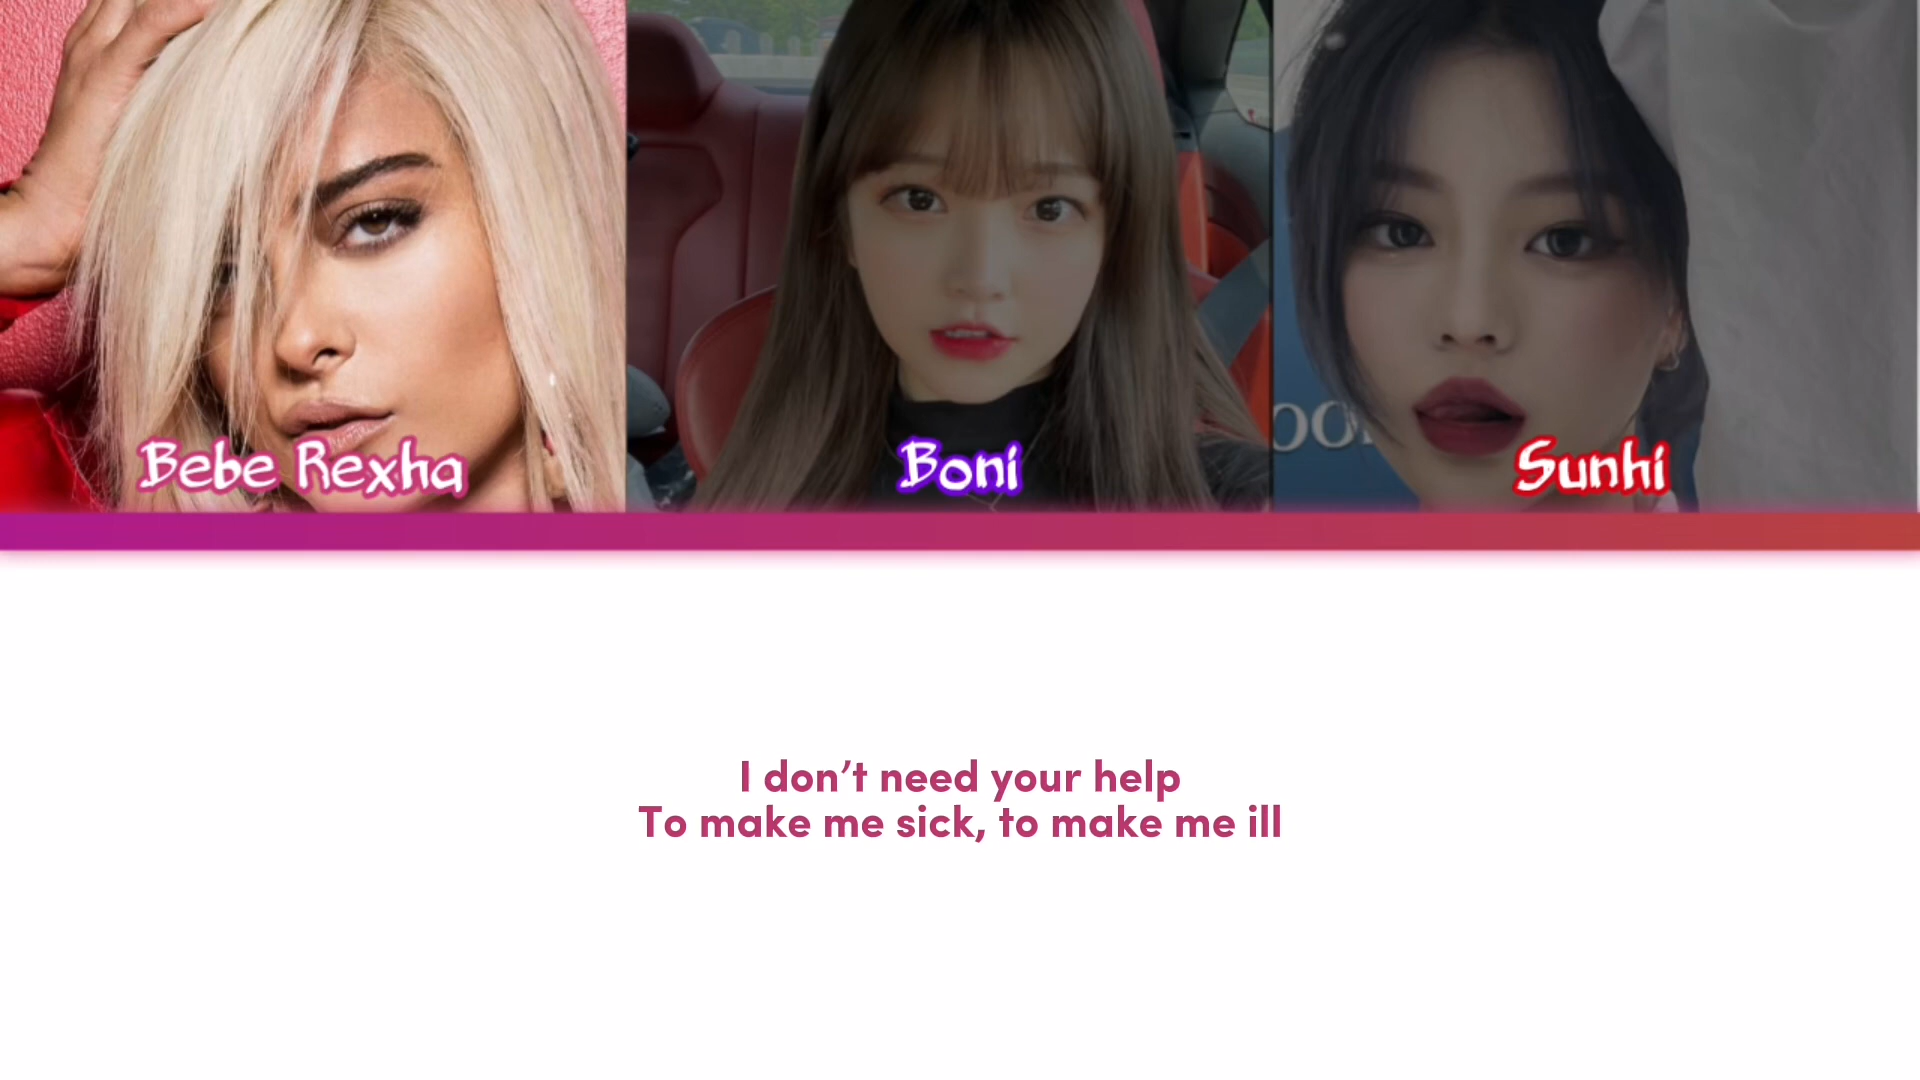 Bebe Rexha
Boni
Sunhi
I don’t need your help
To make me sick, to make me ill